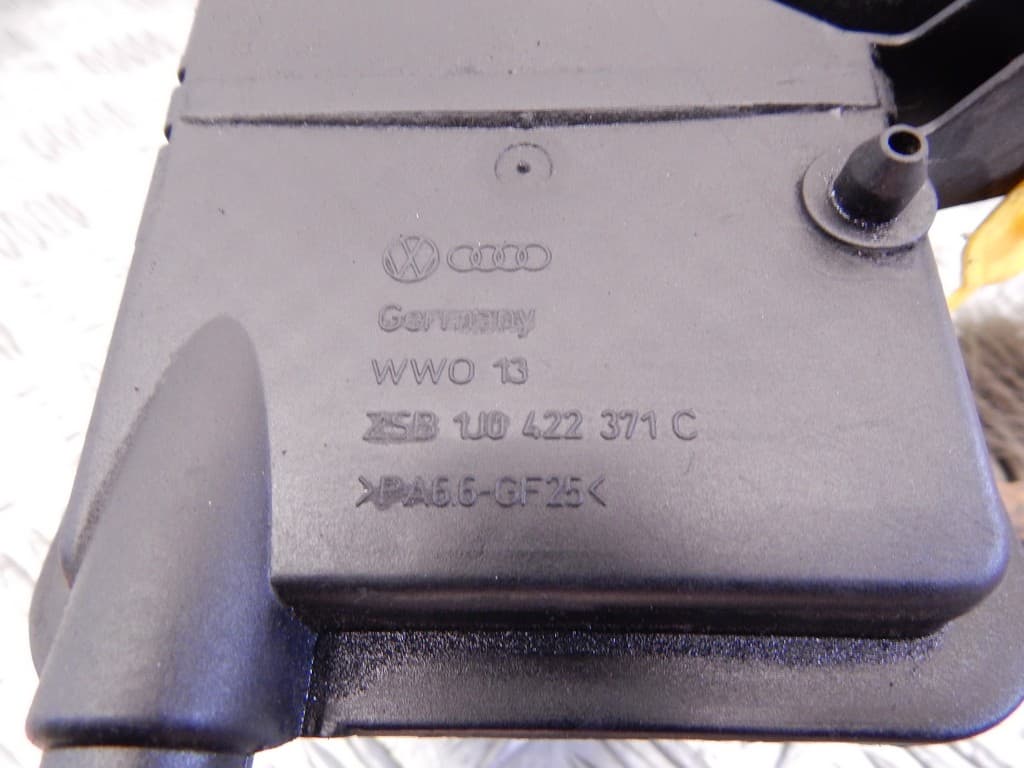 Germany
WWO 13
ZSB 1J0 422 371 C
>PA6.6-GF25<